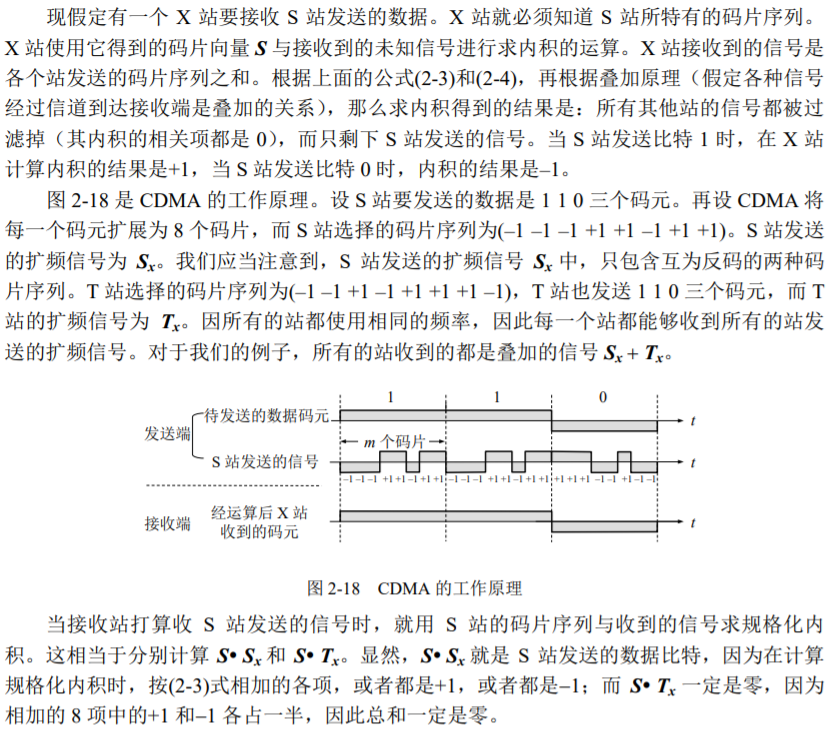 现假定有一个 X 站要接收 S 站发送的数据。X 站就必须知道 S 站所特有的码片序列。
X 站使用它得到的码片向量 S 与接收到的未知信号进行求内积的运算。X 站接收到的信号是
各个站发送的码片序列之和。根据上面的公式(2-3)和(2-4)，再根据叠加原理（假定各种信号
经过信道到达接收端是叠加的关系），那么求内积得到的结果是：所有其他站的信号都被过
滤掉（其内积的相关项都是 0），而只剩下 S 站发送的信号。当 S 站发送比特 1 时，在 X 站
计算内积的结果是+1，当 S 站发送比特 0 时，内积的结果是–1。
图 2-18 是 CDMA 的工作原理。设 S 站要发送的数据是 1 1 0 三个码元。再设 CDMA 将
每一个码元扩展为 8 个码片，而 S 站选择的码片序列为(–1 –1 –1 +1 +1 –1 +1 +1)。S 站发送
的扩频信号为 Sx。我们应当注意到，S 站发送的扩频信号 Sx 中，只包含互为反码的两种码
片序列。T 站选择的码片序列为(–1 –1 +1 –1 +1 +1 +1 –1)，T 站也发送 1 1 0 三个码元，而 T
站的扩频信号为 Tx。因所有的站都使用相同的频率，因此每一个站都能够收到所有的站发
送的扩频信号。对于我们的例子，所有的站收到的都是叠加的信号 Sx + Tx。
1 1 0
发送端
待发送的数据码元
t
m 个码片
S 站发送的信号
t
–1 –1 –1 +1 +1 –1 +1 +1 –1 –1 –1 +1 +1 –1 +1 +1 +1 +1 +1 –1 –1 +1 –1 –1
接收端
经运算后 X 站
收到的码元
t
图 2-18 CDMA 的工作原理
当接收站打算收 S 站发送的信号时，就用 S 站的码片序列与收到的信号求规格化内
积。这相当于分别计算 S• Sx 和 S• Tx。显然，S• Sx 就是 S 站发送的数据比特，因为在计算
规格化内积时，按(2-3)式相加的各项，或者都是+1，或者都是–1；而 S• Tx 一定是零，因为
相加的 8 项中的+1 和–1 各占一半，因此总和一定是零。